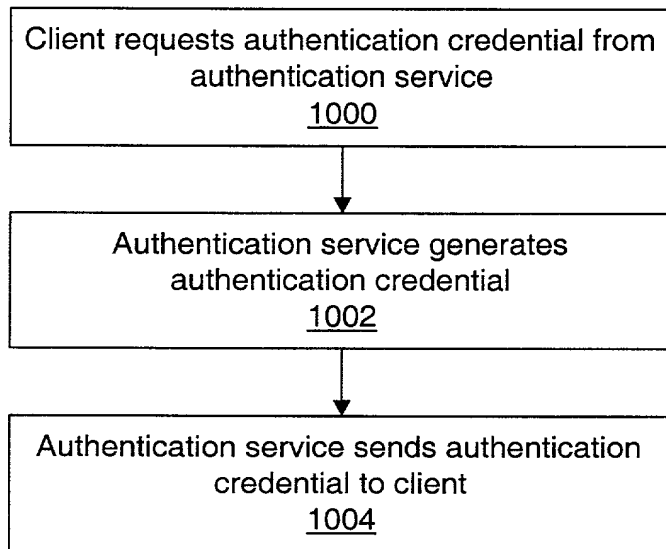 Client requests authentication credential from
authentication service
1000
Authentication service generates
authentication credential
1002
Authentication service sends authentication
credential to client
1004